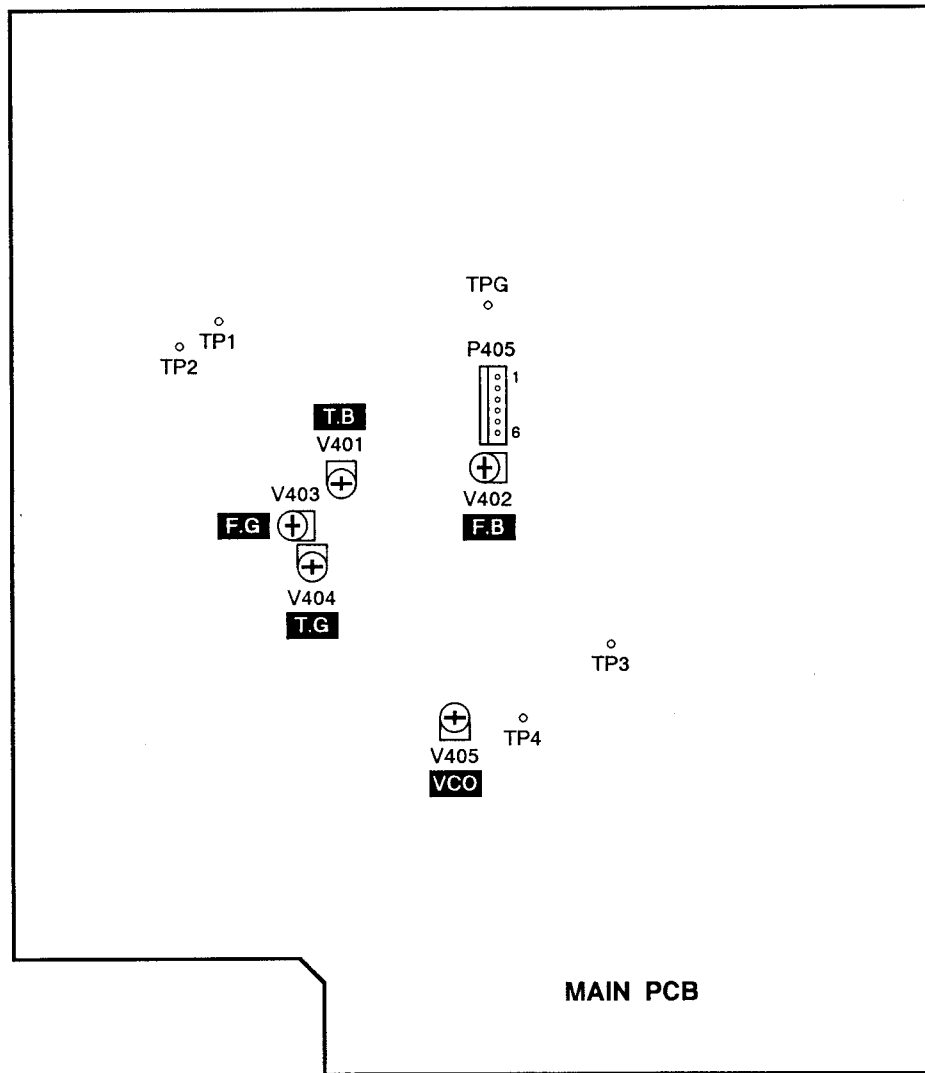 TPG
TP1
TP2
P405
1
6
T.B
V401
V402
F.B
V403
F.G
V404
T.G
TP3
TP4
V405
VCO
MAIN PCB